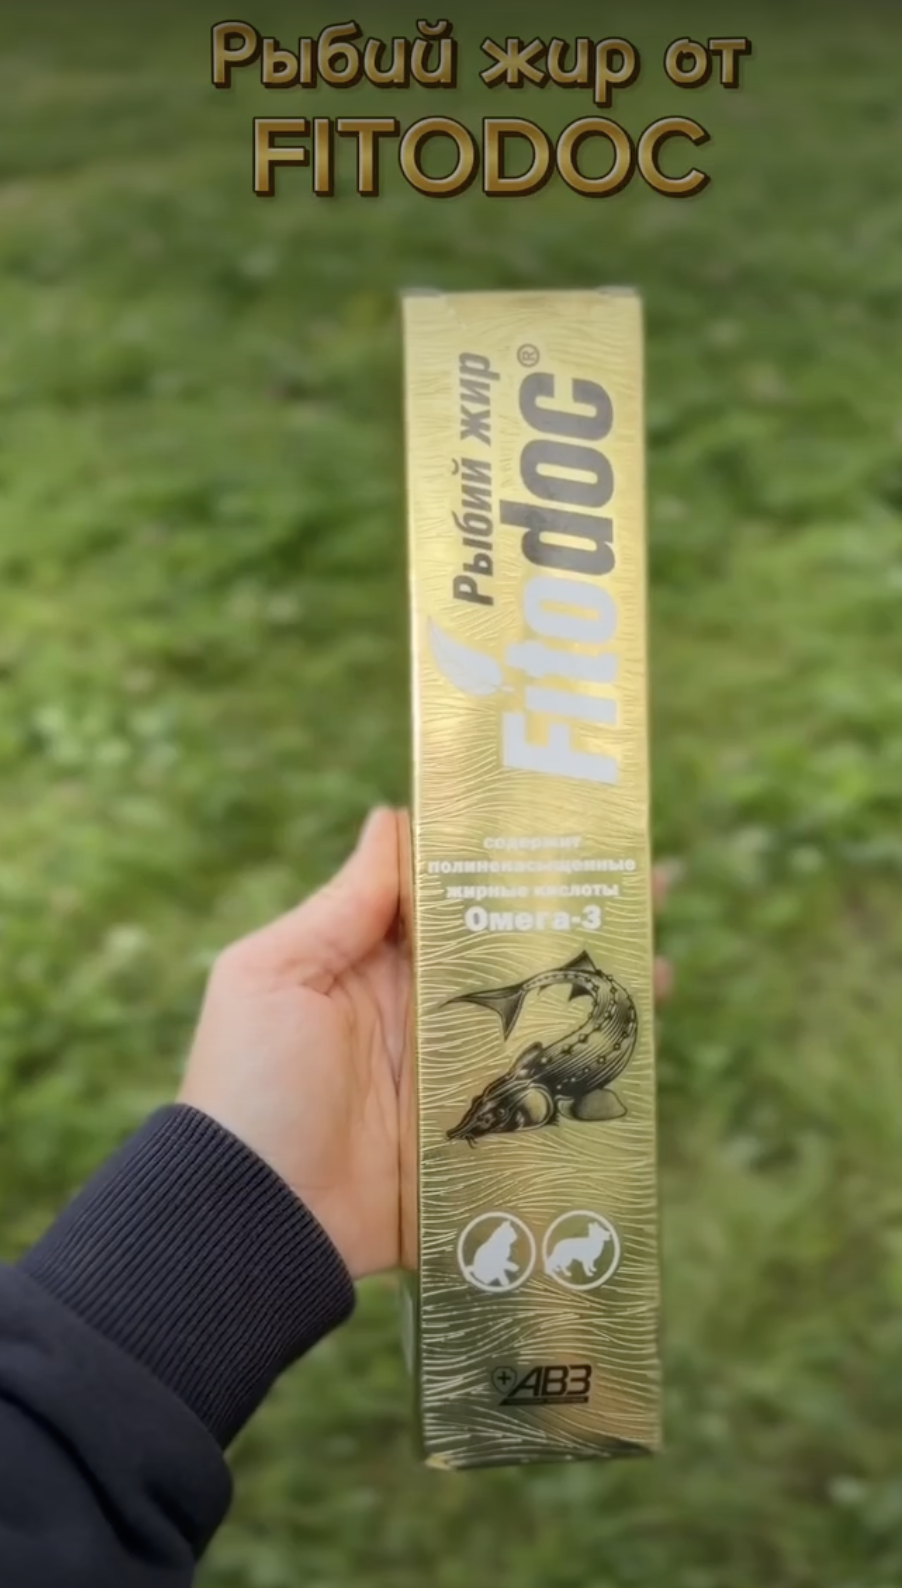 Рыбий жир от
FITODOC
Рыбий жир
Fitodoc®
содержит
полиненасыщенные
жирные кислоты
Омега-3
АВЗ